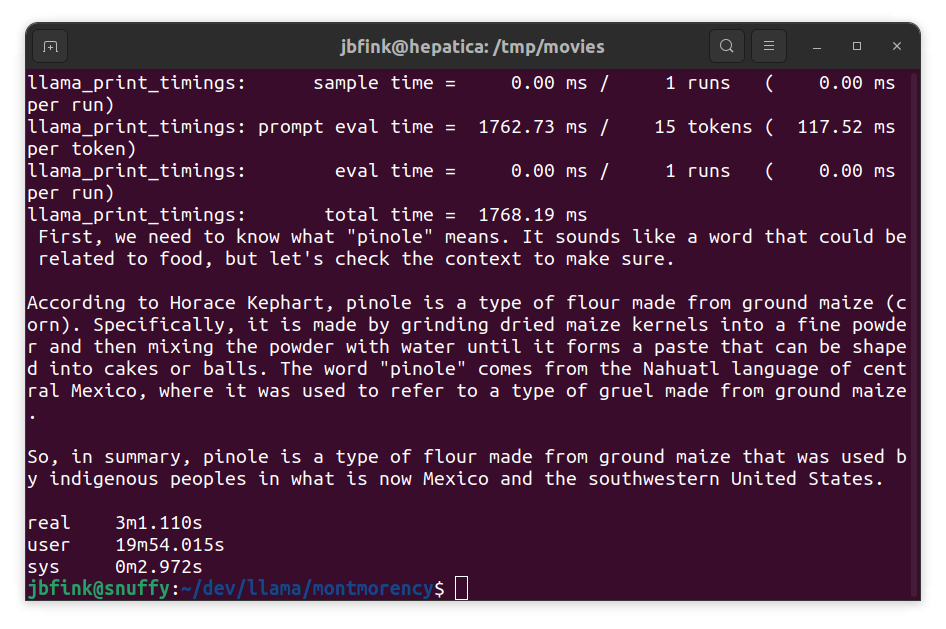 jbfink@hepatica: /tmp/movies
llama_print_timings:      sample time =     0.00 ms /     1 runs   (    0.00 ms
per run)
llama_print_timings: prompt eval time =  1762.73 ms /    15 tokens (  117.52 ms
per token)
llama_print_timings:        eval time =     0.00 ms /     1 runs   (    0.00 ms
per run)
llama_print_timings:       total time =  1768.19 ms
 First, we need to know what "pinole" means. It sounds like a word that could be
 related to food, but let's check the context to make sure.

According to Horace Kephart, pinole is a type of flour made from ground maize (c
orn). Specifically, it is made by grinding dried maize kernels into a fine powde
r and then mixing the powder with water until it forms a paste that can be shape
d into cakes or balls. The word "pinole" comes from the Nahuatl language of cent
ral Mexico, where it was used to refer to a type of gruel made from ground maize
.

So, in summary, pinole is a type of flour made from ground maize that was used b
y indigenous peoples in what is now Mexico and the southwestern United States.

real    3m1.110s
user    19m54.015s
sys     0m2.972s
jbfink@snuffy:~/dev/llama/montmorency$